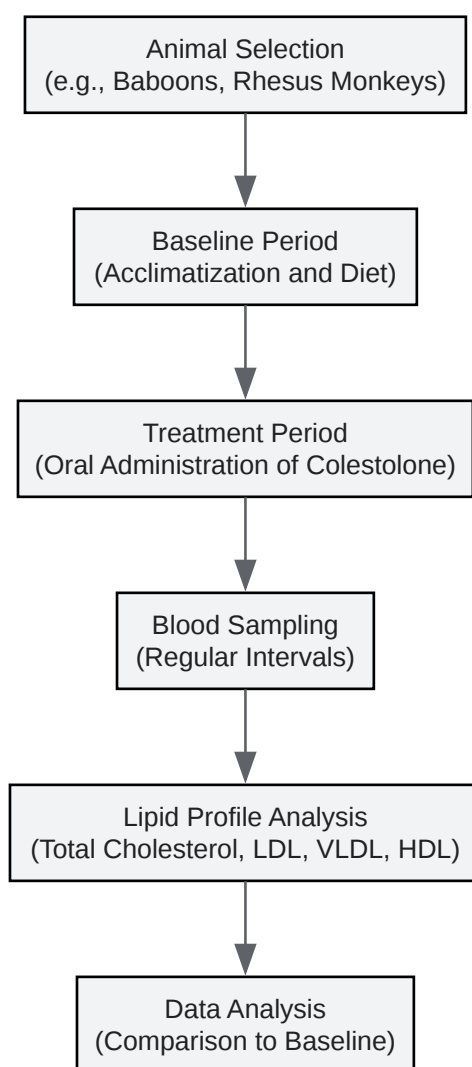 Animal Selection
(e.g., Baboons, Rhesus Monkeys)
Baseline Period
(Acclimatization and Diet)
Treatment Period
(Oral Administration of Colestolone)
Blood Sampling
(Regular Intervals)
Lipid Profile Analysis
(Total Cholesterol, LDL, VLDL, HDL)
Data Analysis
(Comparison to Baseline)